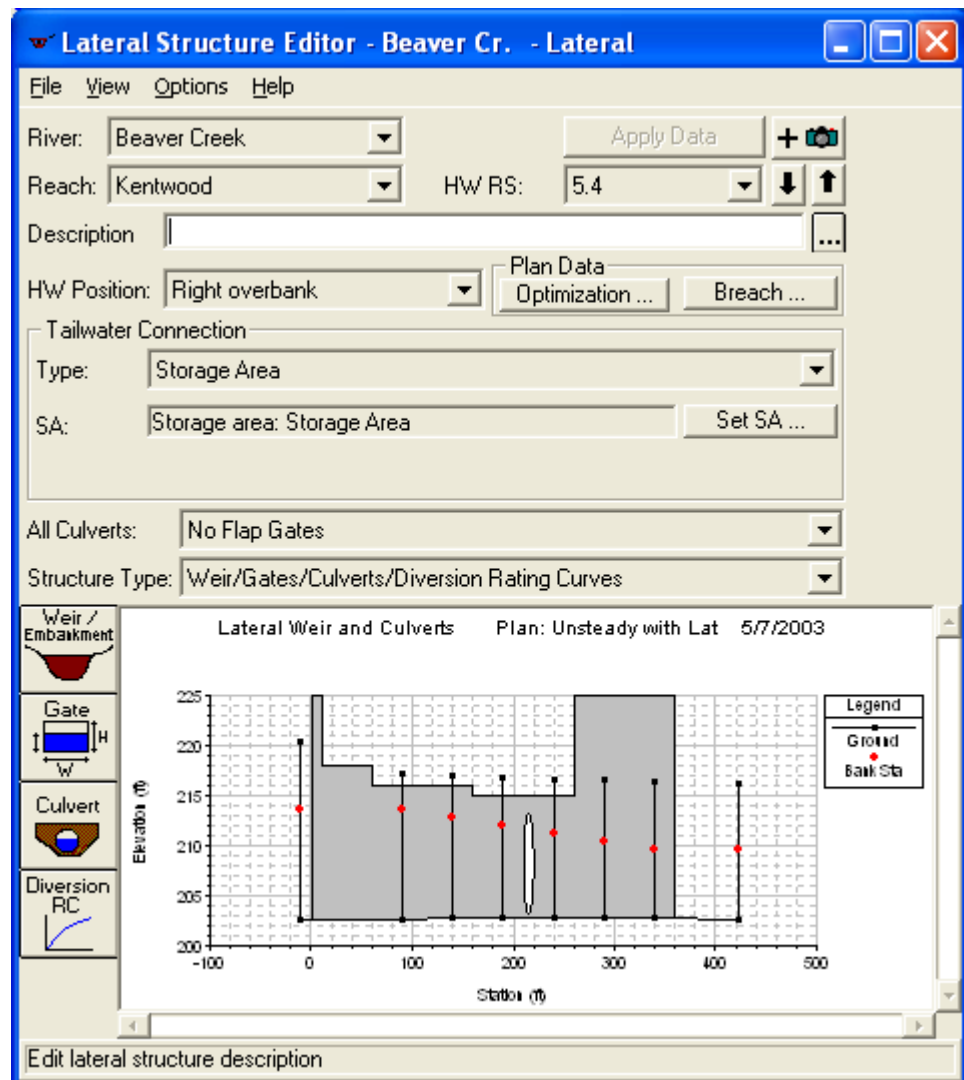 Lateral Structure Editor - Beaver Cr. - Lateral
File View Options Help
River: Beaver Creek Apply Data +
Reach: Kentwood HW RS: 5.4
Description ...
Plan Data
HW Position: Right overbank Optimization ... Breach ...
Tailwater Connection
Type: Storage Area
SA: Storage area: Storage Area Set SA ...
All Culverts: No Flap Gates
Structure Type: Weir/Gates/Culverts/Diversion Rating Curves
Weir /
Embankment
Gate
H
W
Culvert
Diversion
RC
Lateral Weir and Culverts Plan: Unsteady with Lat 5/7/2003
225
220
215
210
205
200
Elevation (ft)
-100 0 100 200 300 400 500
Station (ft)
Legend
Ground
Bank Sta
Edit lateral structure description